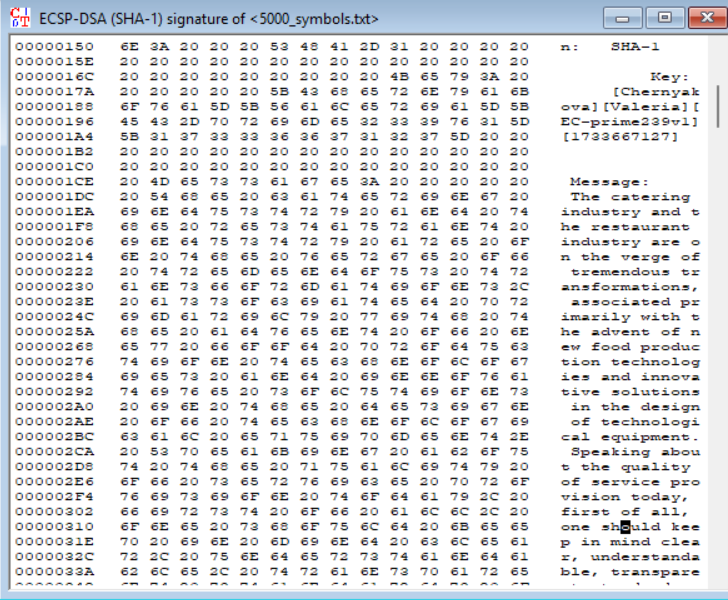 ECSP-DSA (SHA-1) signature of <5000_symbols.txt>
00000150 6E 3A 20 20 20 53 48 41 2D 31 20 20 20 20 n: SHA-1
0000015E 20 20 20 20 20 20 20 20 20 20 20 20 20 20
0000016C 20 20 20 20 20 20 20 20 20 4B 65 79 3A 20 Key:
0000017A 20 20 20 20 20 5B 43 68 65 72 6E 79 61 6B [Chernyak
00000188 6F 76 61 5D 5B 56 61 6C 65 72 69 61 5D 5B ova][Valeria][
00000196 45 43 2D 70 72 69 6D 65 32 33 39 76 31 5D EC-prime239v1]
000001A4 5B 31 37 33 33 36 36 37 31 32 37 5D 20 20 [1733667127]
000001B2 20 20 20 20 20 20 20 20 20 20 20 20 20 20
000001C0 20 20 20 20 20 20 20 20 20 20 20 20 20 20
000001CE 20 4D 65 73 73 61 67 65 3A 20 20 20 20 20 Message:
000001DC 20 54 68 65 20 63 61 74 65 72 69 6E 67 20 The catering
000001EA 69 6E 64 75 73 74 72 79 20 61 6E 64 20 74 industry and t
000001F8 68 65 20 72 65 73 74 61 75 72 61 6E 74 20 he restaurant
00000206 69 6E 64 75 73 74 72 79 20 61 72 65 20 6F industry are o
00000214 6E 20 74 68 65 20 76 65 72 67 65 20 6F 66 n the verge of
00000222 20 74 72 65 6D 65 6E 64 6F 75 73 20 74 72 tremendous tr
00000230 61 6E 73 66 6F 72 6D 61 74 69 6F 6E 73 2C ansformations,
0000023E 20 61 73 73 6F 63 69 61 74 65 64 20 70 72 associated pr
0000024C 69 6D 61 72 69 6C 79 20 77 69 74 68 20 74 imarily with t
0000025A 68 65 20 61 64 76 65 6E 74 20 6F 66 20 6E he advent of n
00000268 65 77 20 66 6F 6F 64 20 70 72 6F 64 75 63 ew food produc
00000276 74 69 6F 6E 20 74 65 63 68 6E 6F 6C 6F 67 tion technolog
00000284 69 65 73 20 61 6E 64 20 69 6E 6E 6F 76 61 ies and innova
00000292 74 69 76 65 20 73 6F 6C 75 74 69 6F 6E 73 tive solutions
000002A0 20 69 6E 20 74 68 65 20 64 65 73 69 67 6E in the design
000002AE 20 6F 66 20 74 65 63 68 6E 6F 6C 6F 67 69 of technologi
000002BC 63 61 6C 20 65 71 75 69 70 6D 65 6E 74 2E cal equipment.
000002CA 20 53 70 65 61 6B 69 6E 67 20 61 62 6F 75 Speaking abou
000002D8 74 20 74 68 65 20 71 75 61 6C 69 74 79 20 t the quality
000002E6 6F 66 20 73 65 72 76 69 63 65 20 70 72 6F of service pro
000002F4 76 69 73 69 6F 6E 20 74 6F 64 61 79 2C 20 vision today,
00000302 66 69 72 73 74 20 6F 66 20 61 6C 6C 2C 20 first of all,
00000310 6F 6E 65 20 73 68 6F 75 6C 64 20 6B 65 65 one should kee
0000031E 70 20 69 6E 20 6D 69 6E 64 20 63 6C 65 61 p in mind clea
0000032C 72 2C 20 75 6E 64 65 72 73 74 61 6E 64 61 r, understanda
0000033A 62 6C 65 2C 20 74 72 61 6E 73 70 61 72 65 ble, transpare